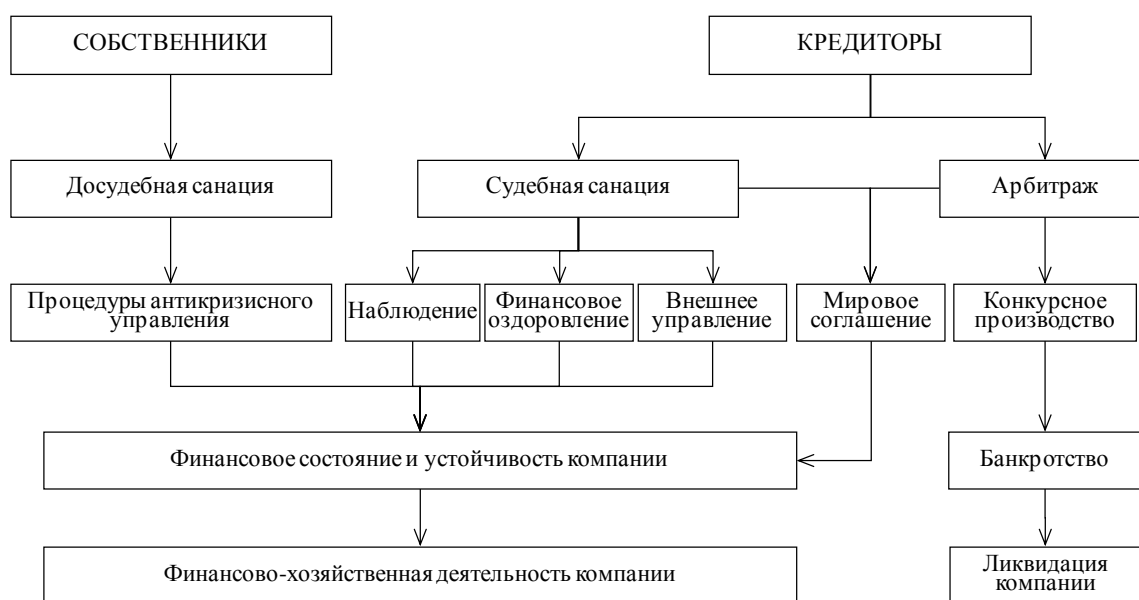 СОБСТВЕННИКИ
КРЕДИТОРЫ
Досудебная санация
Судебная санация
Арбитраж
Процедуры антикризисного
управления
Наблюдение
Финансовое
оздоровление
Внешнее
управление
Мировое
соглашение
Конкурсное
производство
Финансовое состояние и устойчивость компании
Банкротство
Финансово-хозяйственная деятельность компании
Ликвидация
компании